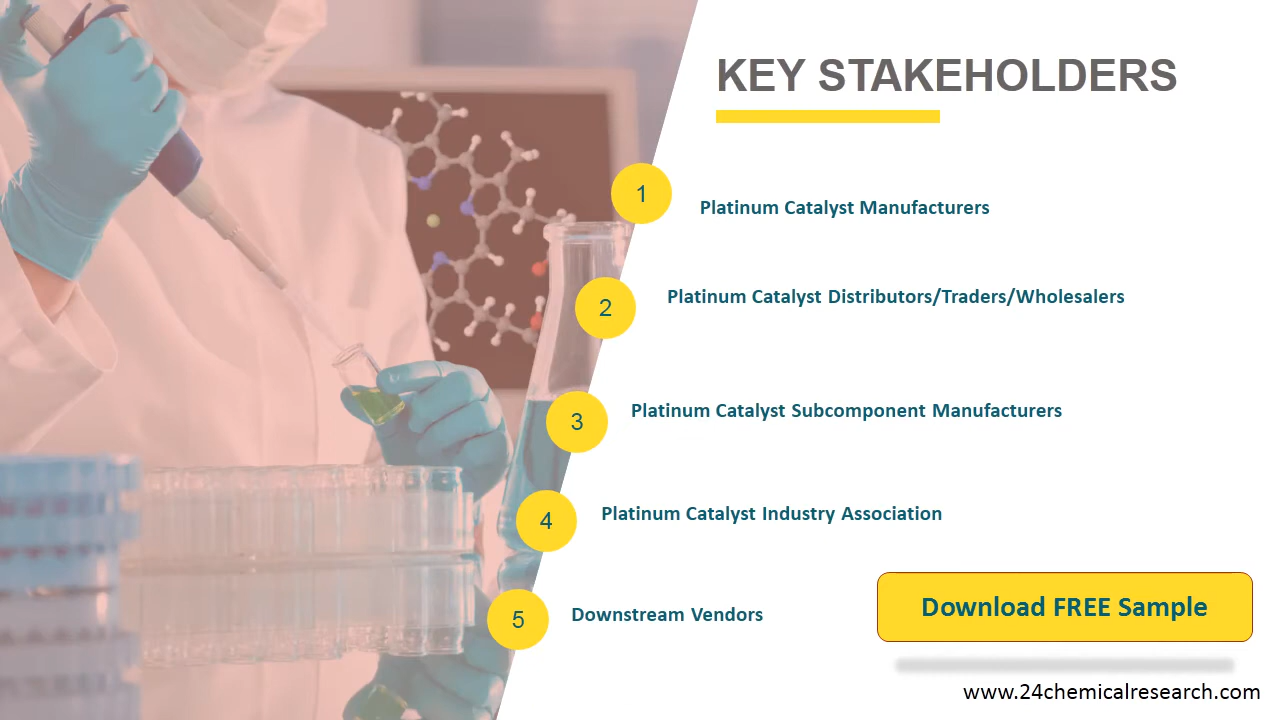 KEY STAKEHOLDERS
1
Platinum Catalyst Manufacturers
2
Platinum Catalyst Distributors/Traders/Wholesalers
3
Platinum Catalyst Subcomponent Manufacturers
4
Platinum Catalyst Industry Association
5
Downstream Vendors
Download FREE Sample
www.24chemicalresearch.com